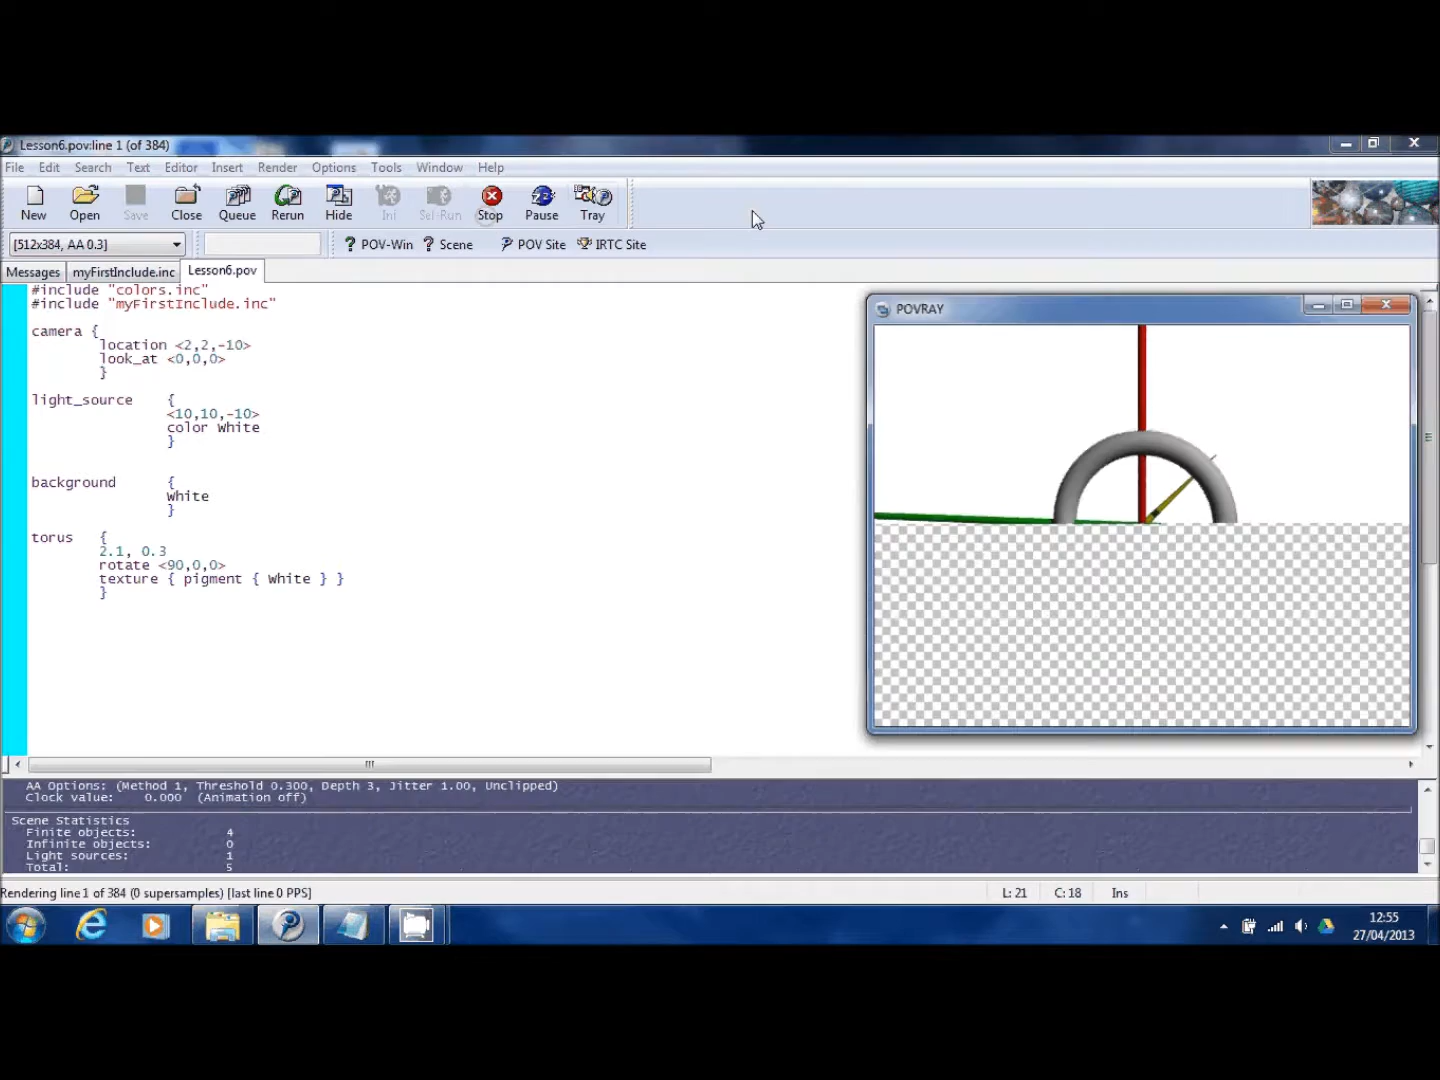 Lesson6.pov:line 1 (of 384)
File Edit Search Text Editor Insert Render Options Tools Window Help
New Open Save Close Queue Rerun Hide Ini Sel-Run Stop Pause Tray
[512x384, AA 0.3] ? POV-Win ? Scene POV Site IRTC Site
Messages myFirstInclude.inc Lesson6.pov
#include "colors.inc"
#include "myFirstInclude.inc"
camera {
location <2,2,-10>
look_at <0,0,0>
}
light_source {
<10,10,-10>
color White
}
background {
White
}
torus {
2.1, 0.3
rotate <90,0,0>
texture { pigment { White } }
}
POVRAY
AA Options: (Method 1, Threshold 0.300, Depth 3, Jitter 1.00, Unclipped)
Clock value: 0.000 (Animation off)
Scene Statistics
Finite objects: 4
Infinite objects: 0
Light sources: 1
Total: 5
Rendering line 1 of 384 (0 supersamples) [last line 0 PPS] L: 21 C: 18 Ins
12:55
27/04/2013